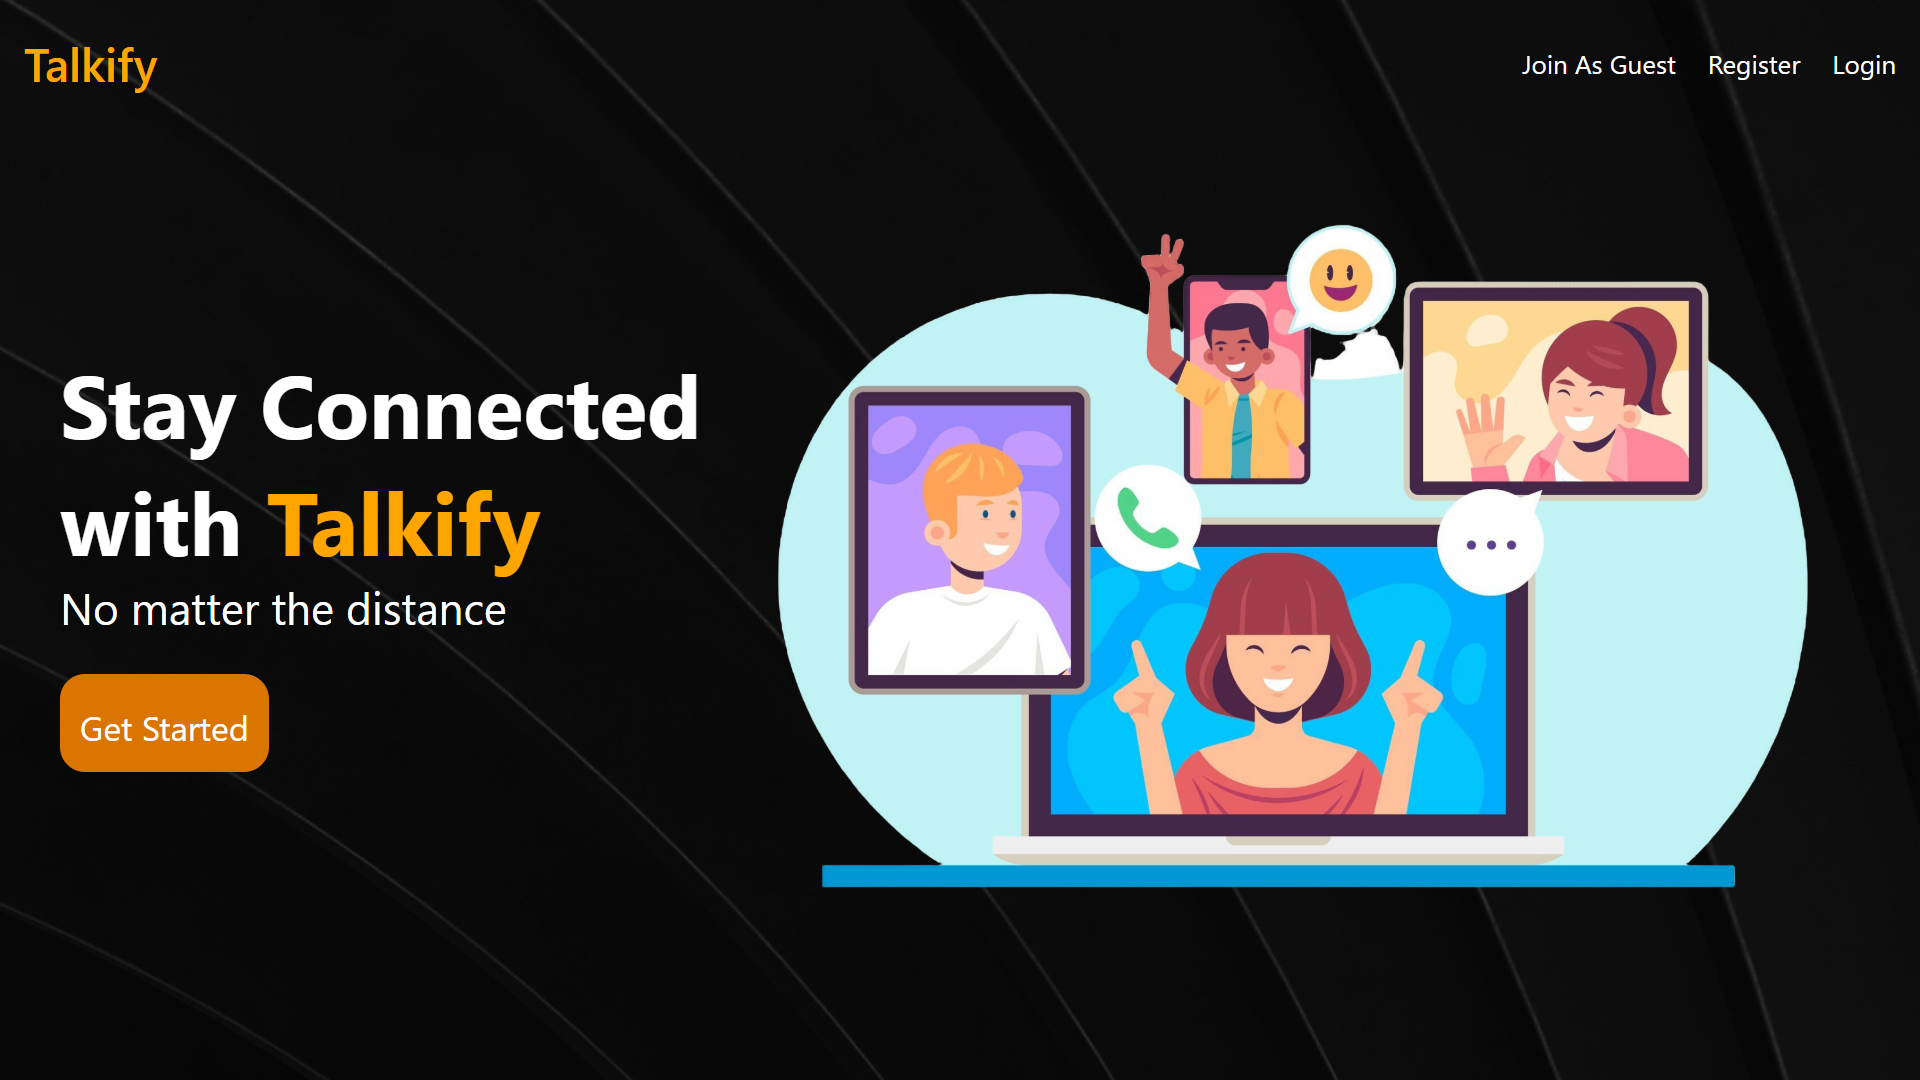 Talkify
Join As Guest Register Login
Stay Connected
with Talkify
No matter the distance
Get Started